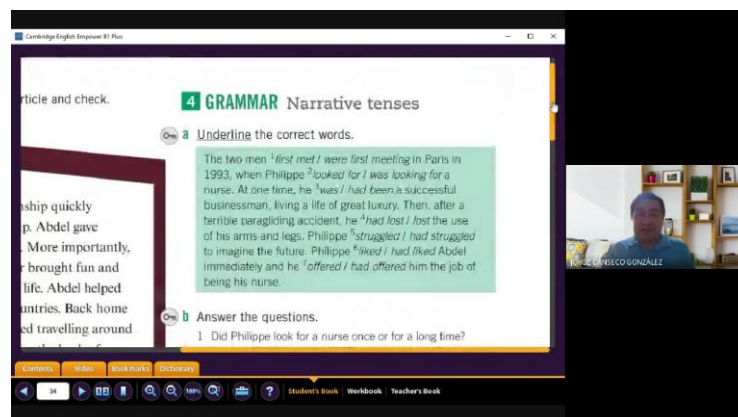 Cambridge English Empower B1 Plus
rticle and check.
4 GRAMMAR Narrative tenses
a Underline the correct words.
The two men ¹first met / were first meeting in Paris in
1993, when Philippe ²looked for / was looking for a
nurse. At one time, he ³was / had been a successful
businessman, living a life of great luxury. Then, after a
terrible paragliding accident, he ⁴had lost / lost the use
of his arms and legs. Philippe ⁵struggled / had struggled
to imagine the future. Philippe ⁶liked / had liked Abdel
immediately and he ⁷offered / had offered him the job of
being his nurse.
b Answer the questions.
1 Did Philippe look for a nurse once or for a long time?
nship quickly
p. Abdel gave
. More importantly,
r brought fun and
life. Abdel helped
untries. Back home
ed travelling around
Contents Video Bookmarks Dictionary
34 100% ? Student's Book Workbook Teacher's Book
JORGE CANSECO GONZÁLEZ